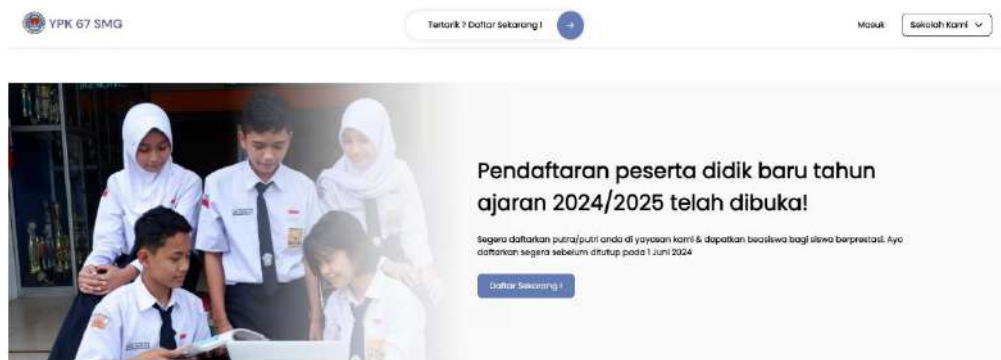 YPK 67 SMG
Tertarik ? Daftar Sekarang !
Masuk
Sekolah Kami
Pendaftaran peserta didik baru tahun
ajaran 2024/2025 telah dibuka!
Segera daftarkan putra/putri anda di yayasan kami & dapatkan beasiswa bagi siswa berprestasi. Ayo
daftarkan segera sebelum ditutup pada 1 Juni 2024
Daftar Sekarang !